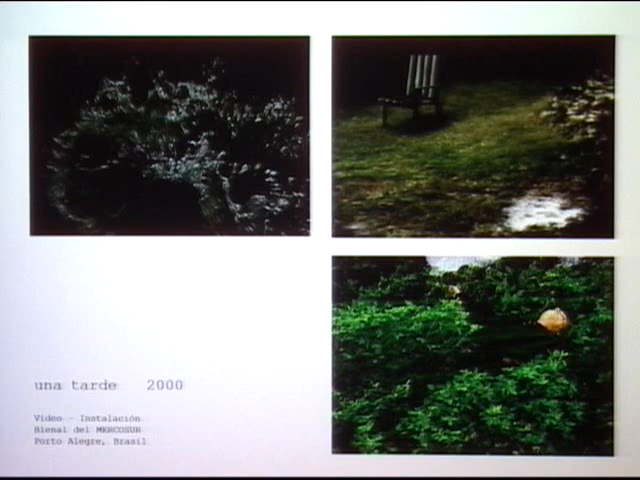 una tarde 2000
Video - Instalación
Bienal del MERCOSUR
Porto Alegre, Brasil